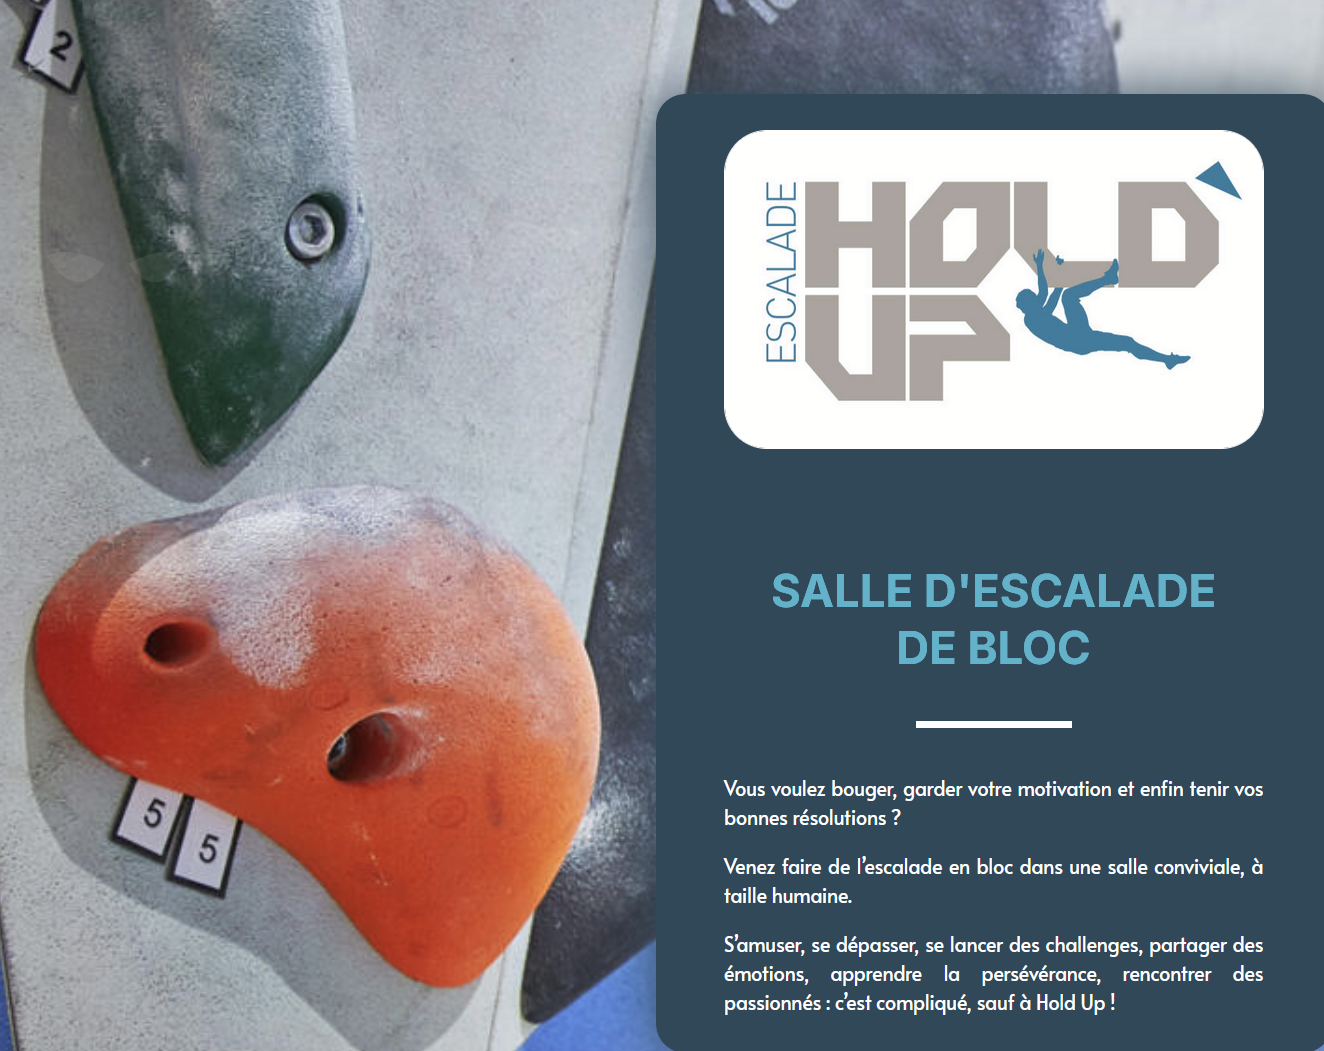 2
ESCALADE
HOLD
UP
SALLE D'ESCALADE
DE BLOC
Vous voulez bouger, garder votre motivation et enfin tenir vos
bonnes résolutions ?
Venez faire de l’escalade en bloc dans une salle conviviale, à
taille humaine.
S’amuser, se dépasser, se lancer des challenges, partager des
émotions, apprendre la persévérance, rencontrer des
passionnés : c’est compliqué, sauf à Hold Up !
5 5